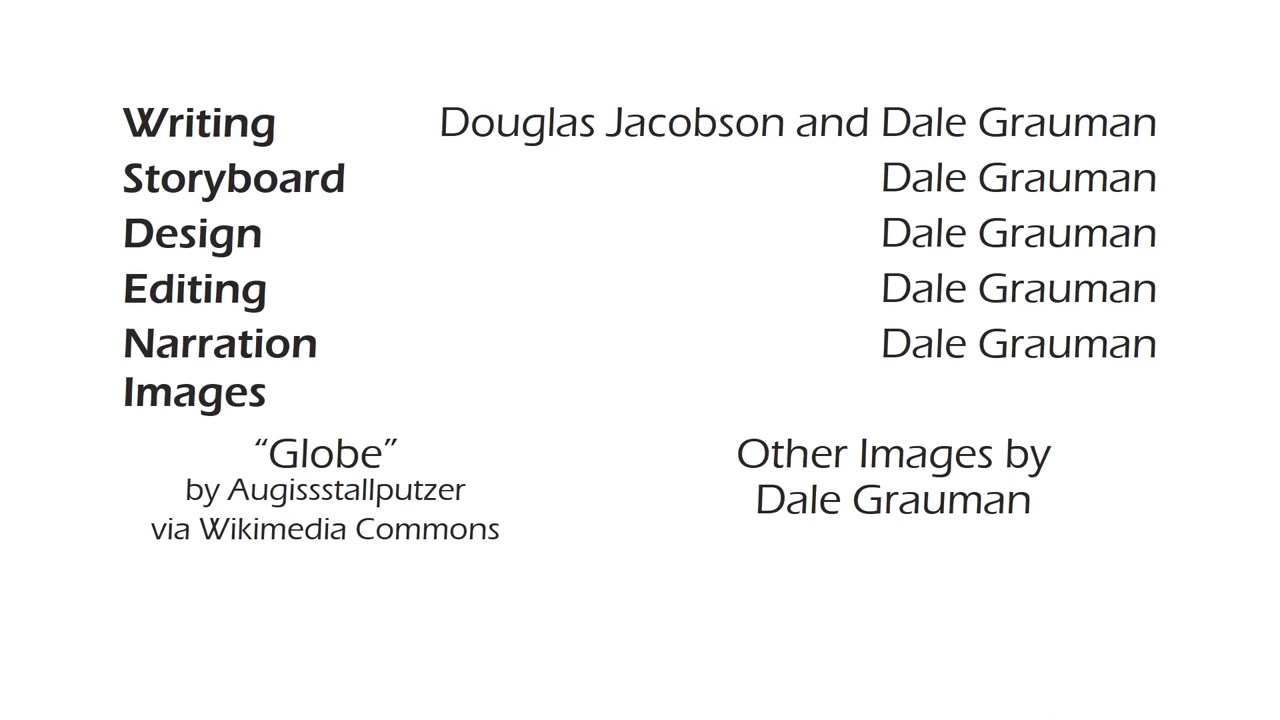 Writing Douglas Jacobson and Dale Grauman
Storyboard Dale Grauman
Design Dale Grauman
Editing Dale Grauman
Narration Dale Grauman
Images
“Globe”
by Augissstallputzer
via Wikimedia Commons
Other Images by
Dale Grauman